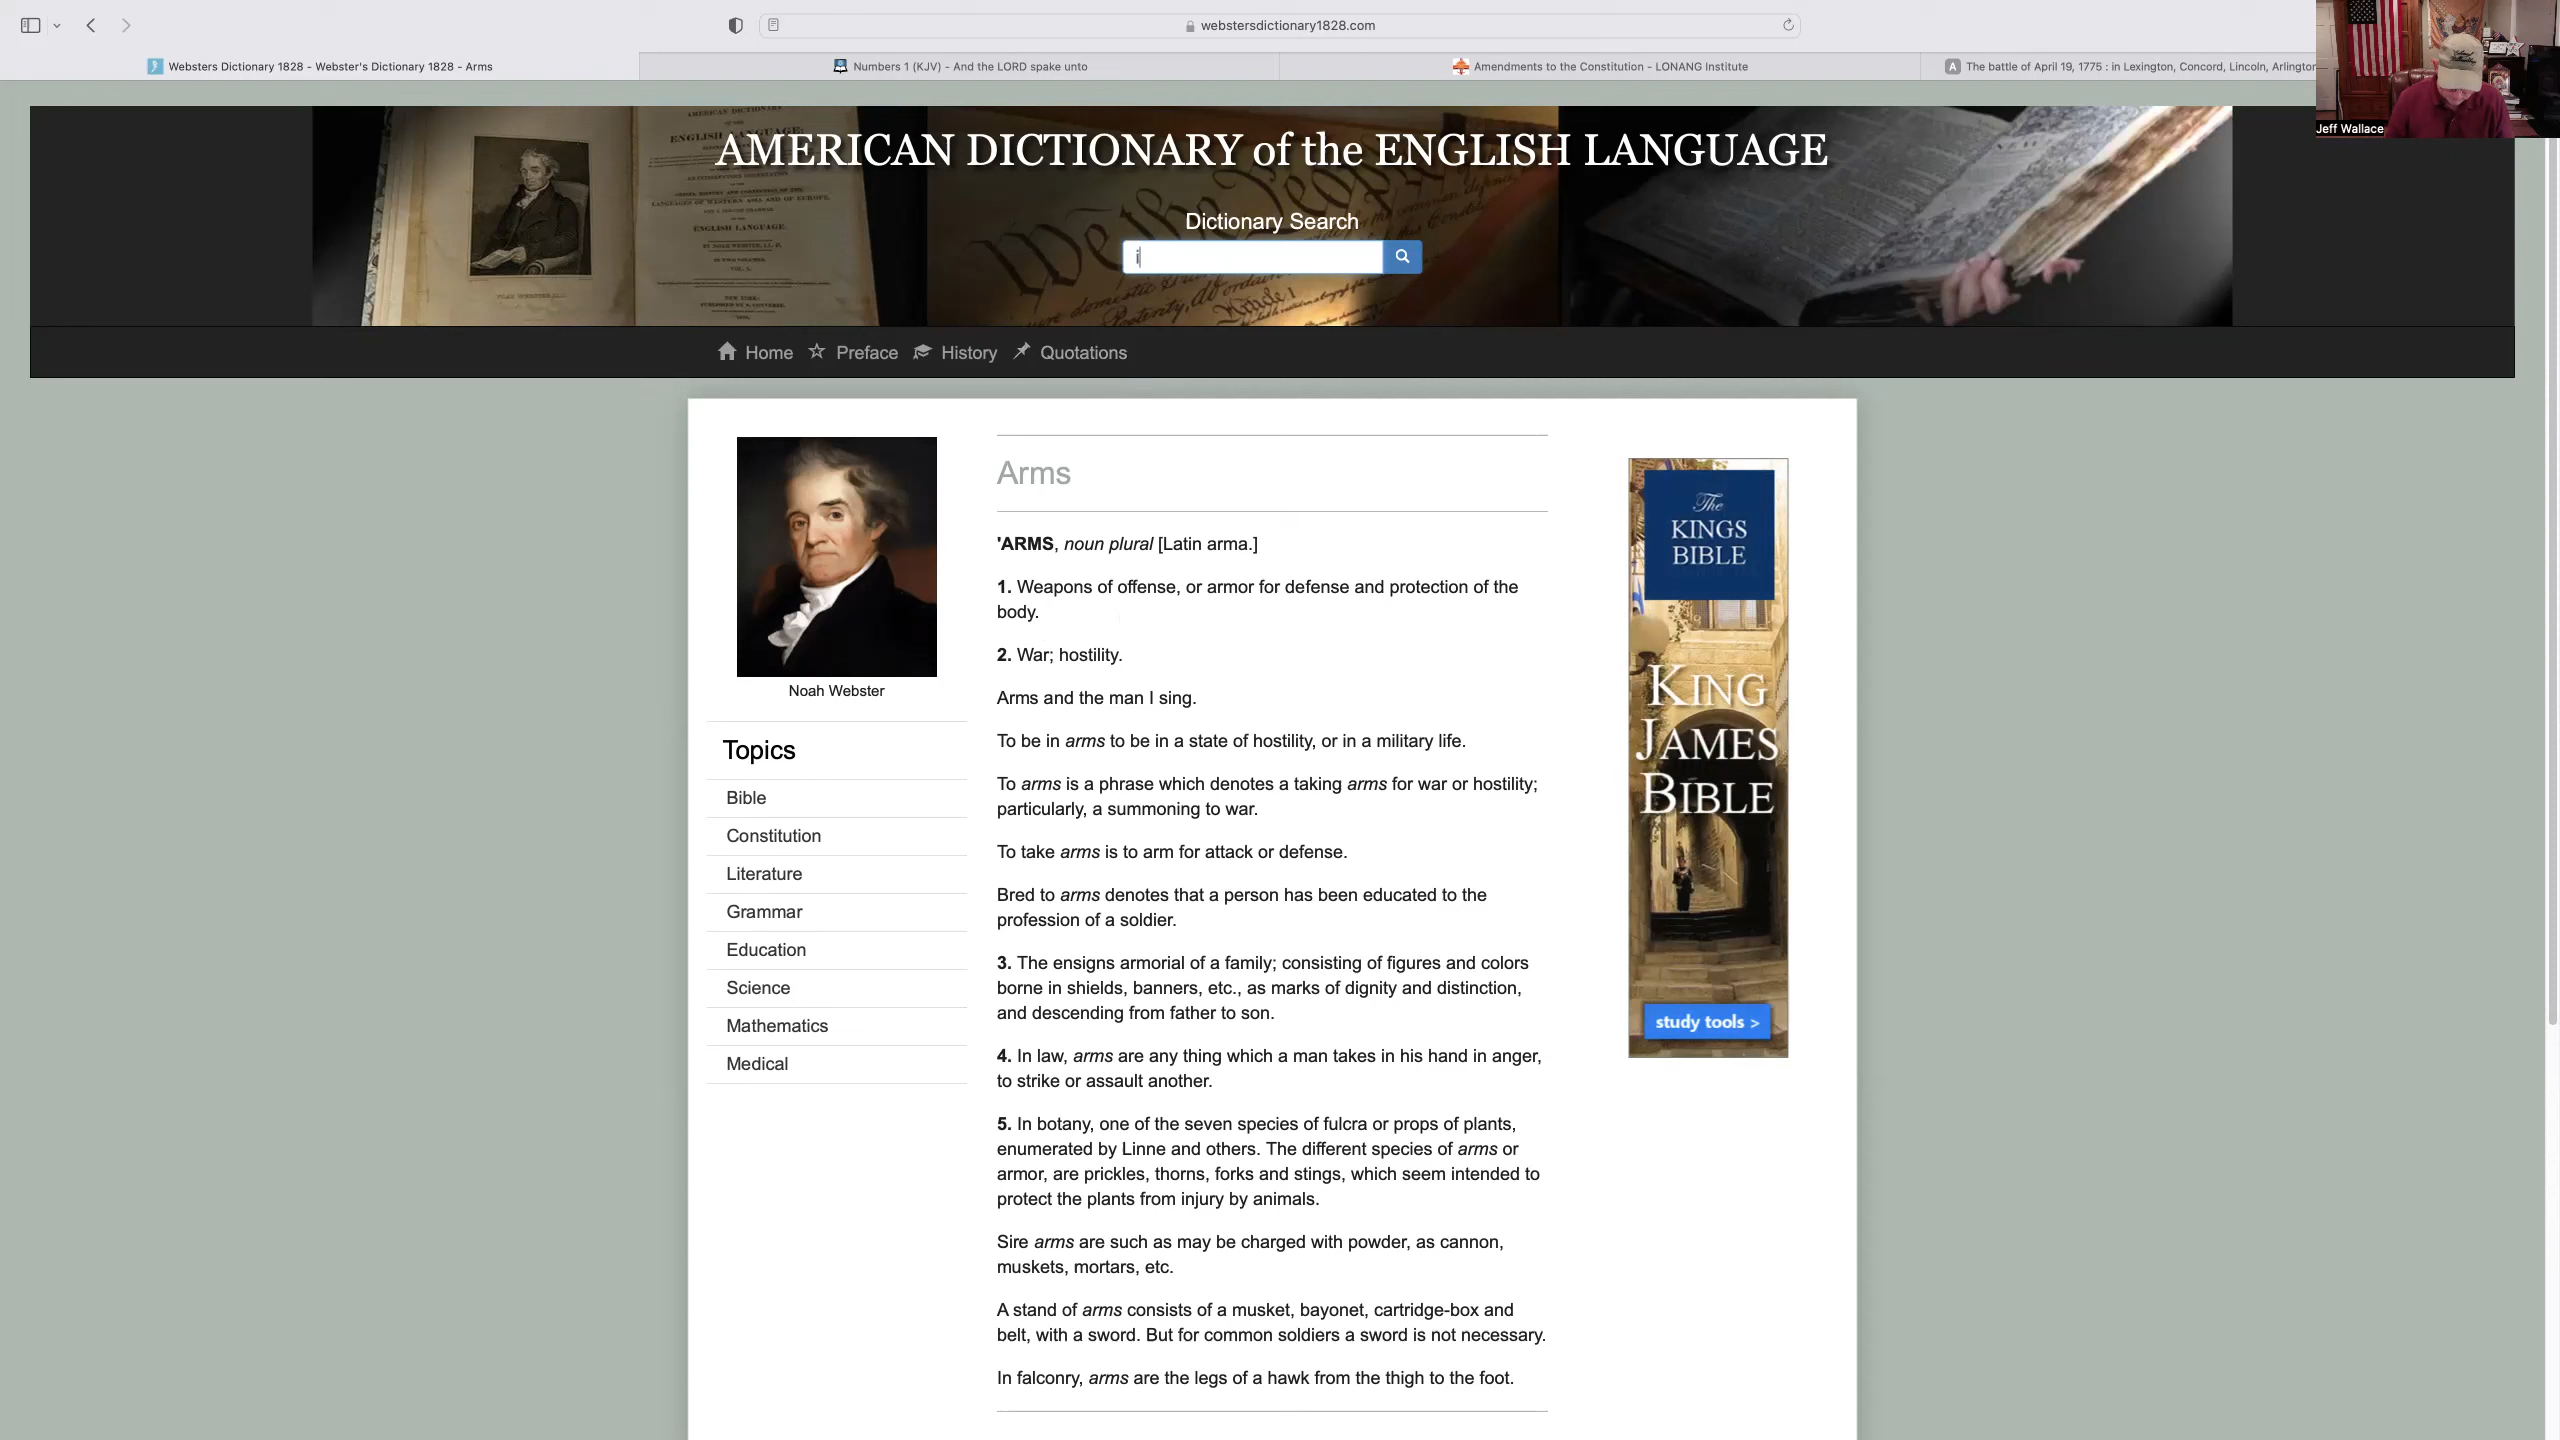 webstersdictionary1828.com
Websters Dictionary 1828 - Webster's Dictionary 1828 - Arms
Numbers 1 (KJV) - And the LORD spake unto
Amendments to the Constitution - LONANG Institute
The battle of April 19, 1775 : in Lexington, Concord, Lincoln, Arlington
Jeff Wallace
AMERICAN DICTIONARY of the ENGLISH LANGUAGE
Dictionary Search
i
Home Preface History Quotations
Noah Webster
Topics
Bible
Constitution
Literature
Grammar
Education
Science
Mathematics
Medical
Arms
'ARMS, noun plural [Latin arma.]
1. Weapons of offense, or armor for defense and protection of the
body.
2. War; hostility.
Arms and the man I sing.
To be in arms to be in a state of hostility, or in a military life.
To arms is a phrase which denotes a taking arms for war or hostility;
particularly, a summoning to war.
To take arms is to arm for attack or defense.
Bred to arms denotes that a person has been educated to the
profession of a soldier.
3. The ensigns armorial of a family; consisting of figures and colors
borne in shields, banners, etc., as marks of dignity and distinction,
and descending from father to son.
4. In law, arms are any thing which a man takes in his hand in anger,
to strike or assault another.
5. In botany, one of the seven species of fulcra or props of plants,
enumerated by Linne and others. The different species of arms or
armor, are prickles, thorns, forks and stings, which seem intended to
protect the plants from injury by animals.
Sire arms are such as may be charged with powder, as cannon,
muskets, mortars, etc.
A stand of arms consists of a musket, bayonet, cartridge-box and
belt, with a sword. But for common soldiers a sword is not necessary.
In falconry, arms are the legs of a hawk from the thigh to the foot.
The
KINGS
BIBLE
KING
JAMES
BIBLE
study tools >